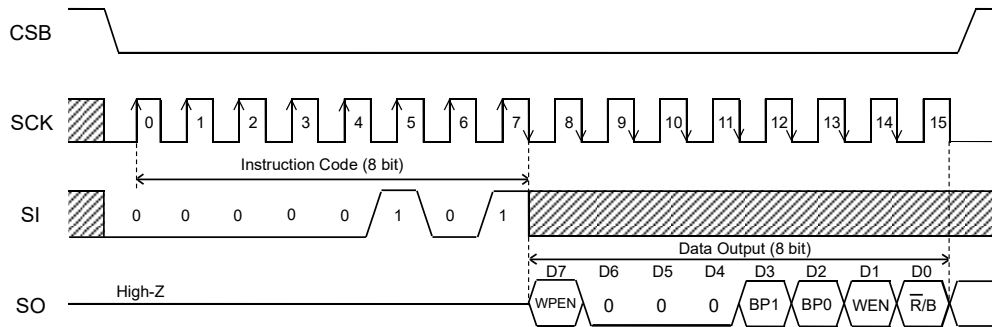 CSB
SCK
0 1 2 3 4 5 6 7 8 9 10 11 12 13 14 15
Instruction Code (8 bit)
SI
0 0 0 0 0 1 0 1
Data Output (8 bit)
D7 D6 D5 D4 D3 D2 D1 D0
High-Z
SO
WPEN 0 0 0 BP1 BP0 WEN R̅/B